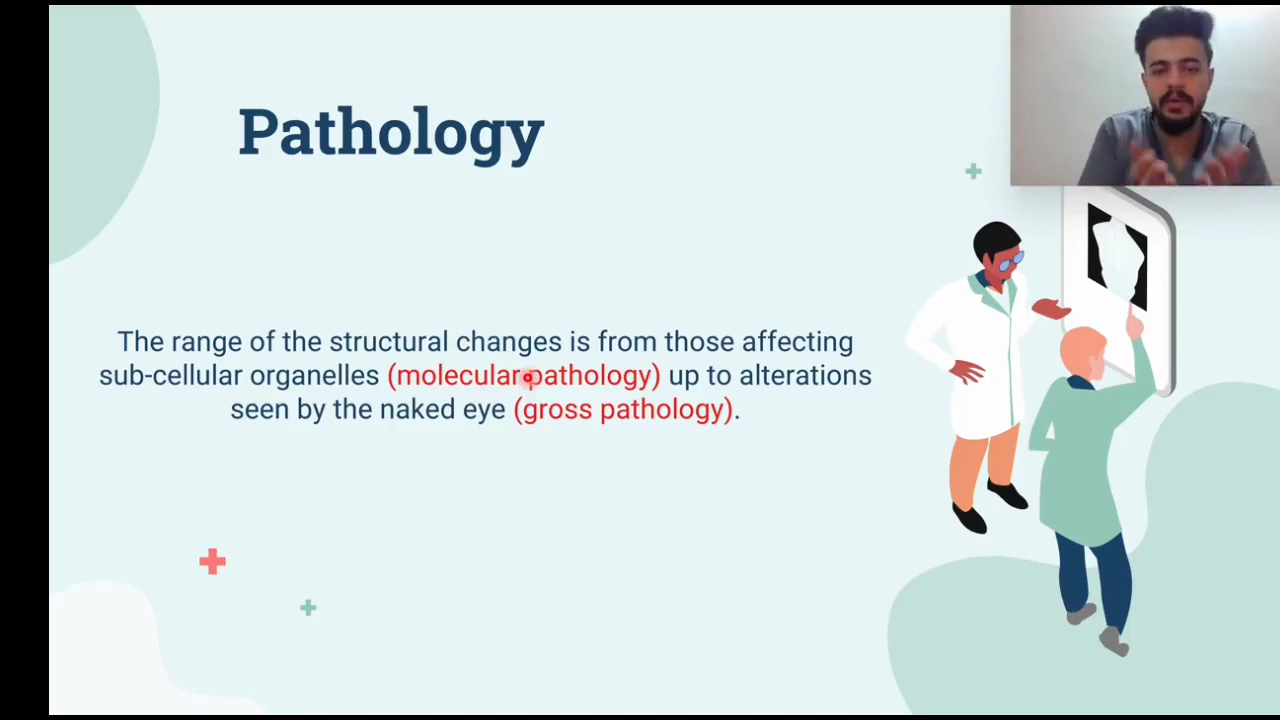 Pathology
The range of the structural changes is from those affecting
sub-cellular organelles (molecular pathology) up to alterations
seen by the naked eye (gross pathology).